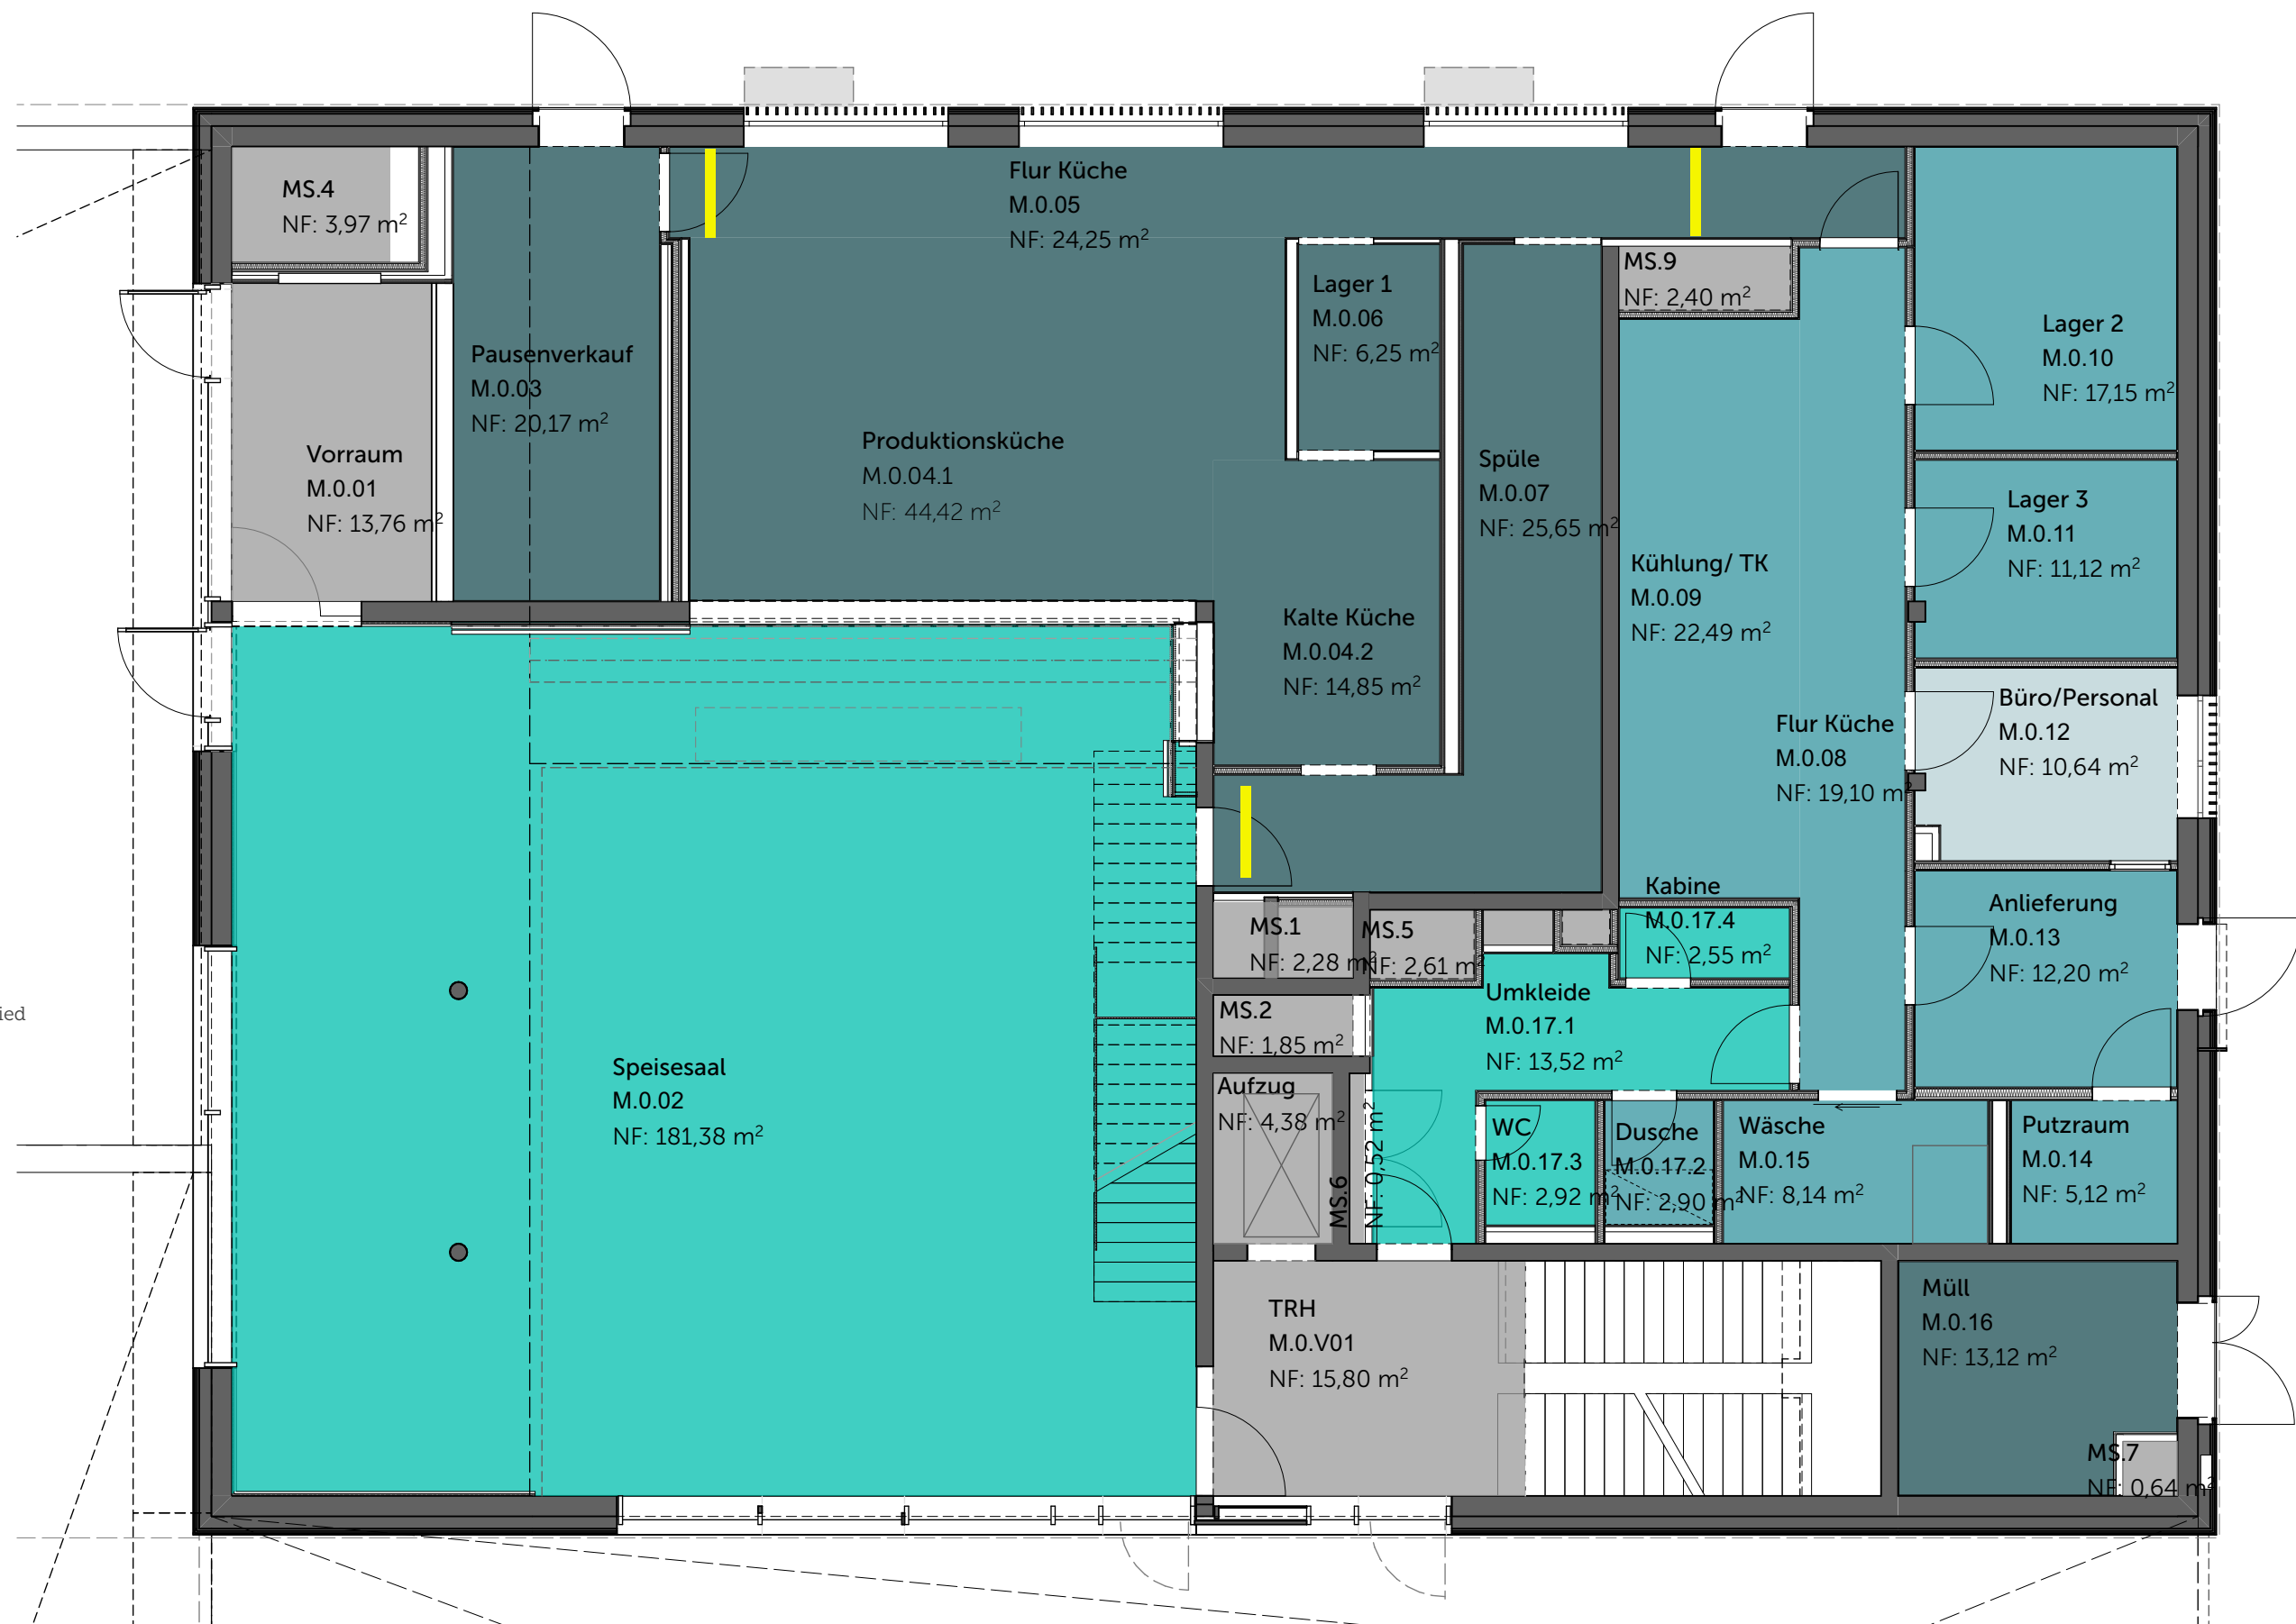 MS.4
NF: 3,97 m²
Flur Küche
M.0.05
NF: 24,25 m²
MS.9
NF: 2,40 m²
Lager 1
M.0.06
NF: 6,25 m²
Lager 2
M.0.10
NF: 17,15 m²
Pausenverkauf
M.0.03
NF: 20,17 m²
Vorraum
M.0.01
NF: 13,76 m²
Produktionsküche
M.0.04.1
NF: 44,42 m²
Spüle
M.0.07
NF: 25,65 m²
Lager 3
M.0.11
NF: 11,12 m²
Kühlung/ TK
M.0.09
NF: 22,49 m²
Kalte Küche
M.0.04.2
NF: 14,85 m²
Flur Küche
M.0.08
NF: 19,10 m²
Büro/Personal
M.0.12
NF: 10,64 m²
Kabine
M.0.17.4
NF: 2,55 m²
Anlieferung
M.0.13
NF: 12,20 m²
MS.1
NF: 2,28 m²
MS.5
NF: 2,61 m²
ied
Umkleide
M.0.17.1
NF: 13,52 m²
MS.2
NF: 1,85 m²
Speisesaal
M.0.02
NF: 181,38 m²
Aufzug
NF: 4,38 m²
MS.6
NF: 0,52 m²
WC
M.0.17.3
NF: 2,92 m²
Dusche
M.0.17.2
NF: 2,90 m²
Wäsche
M.0.15
NF: 8,14 m²
Putzraum
M.0.14
NF: 5,12 m²
TRH
M.0.V01
NF: 15,80 m²
Müll
M.0.16
NF: 13,12 m²
MS.7
NF: 0,64 m²